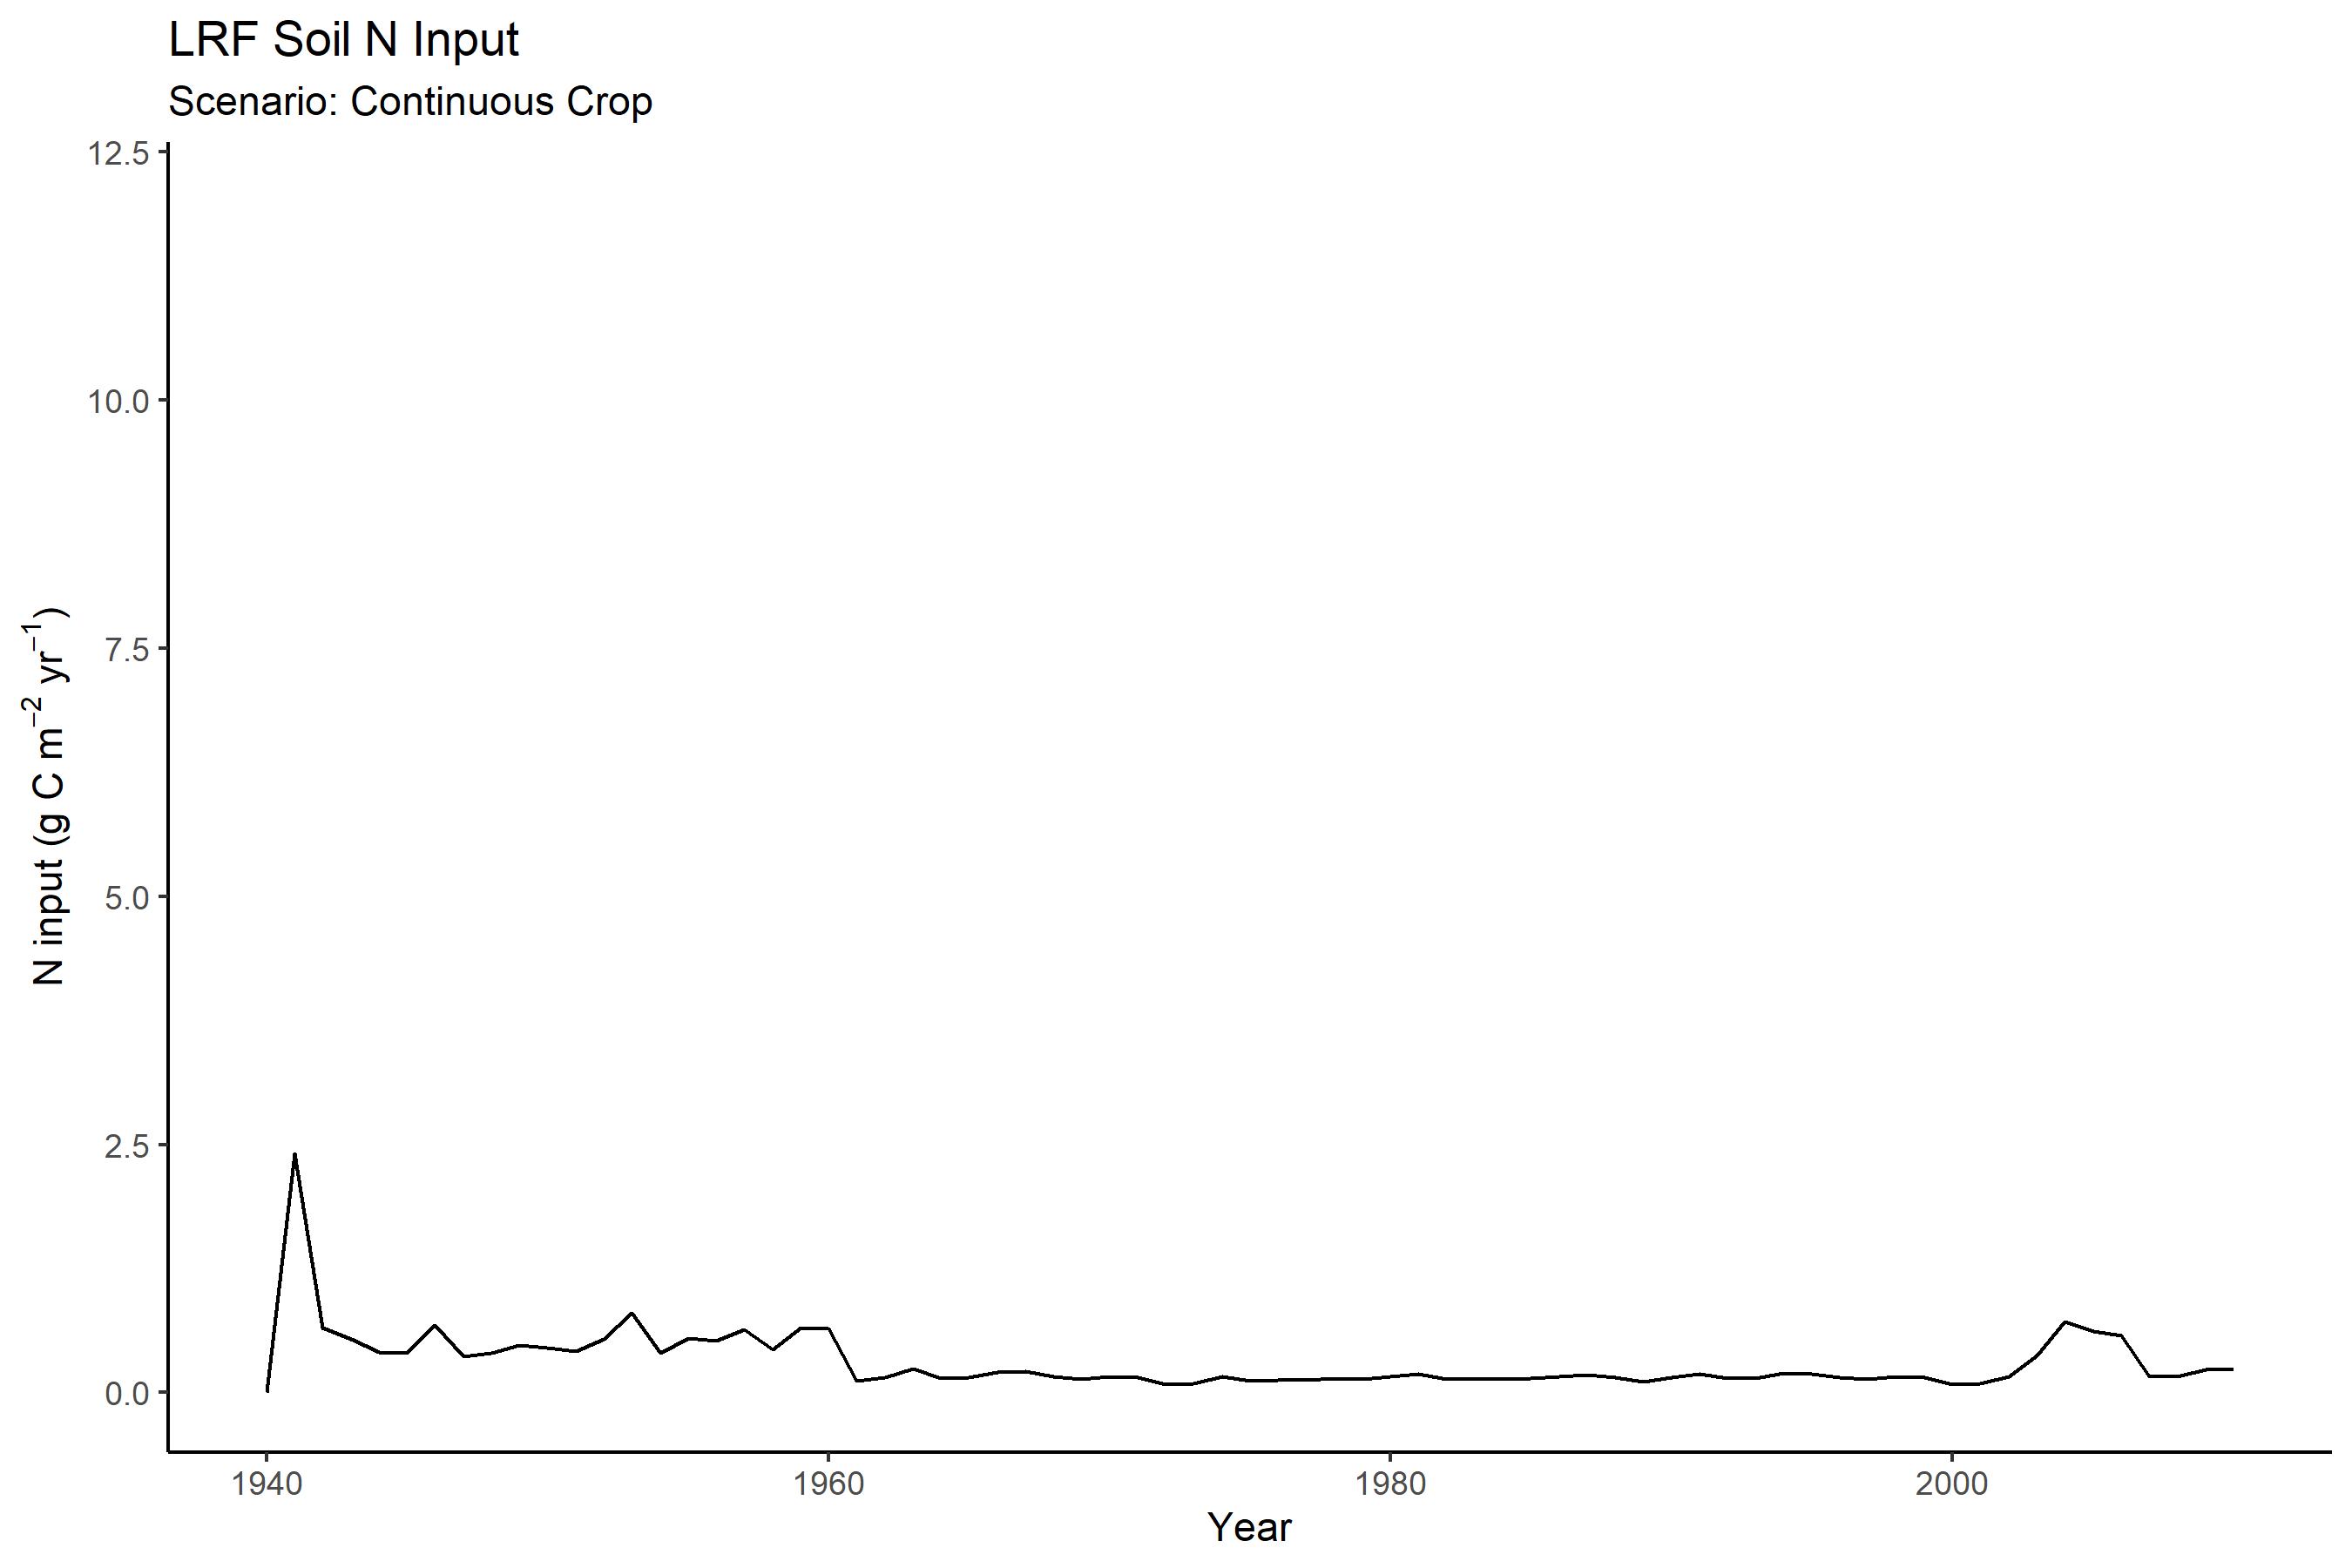 LRF Soil N Input
Scenario: Continuous Crop
12.5
10.0
7.5
5.0
2.5
0.0
N input (g C m⁻² yr⁻¹)
1940 1960 1980 2000
Year